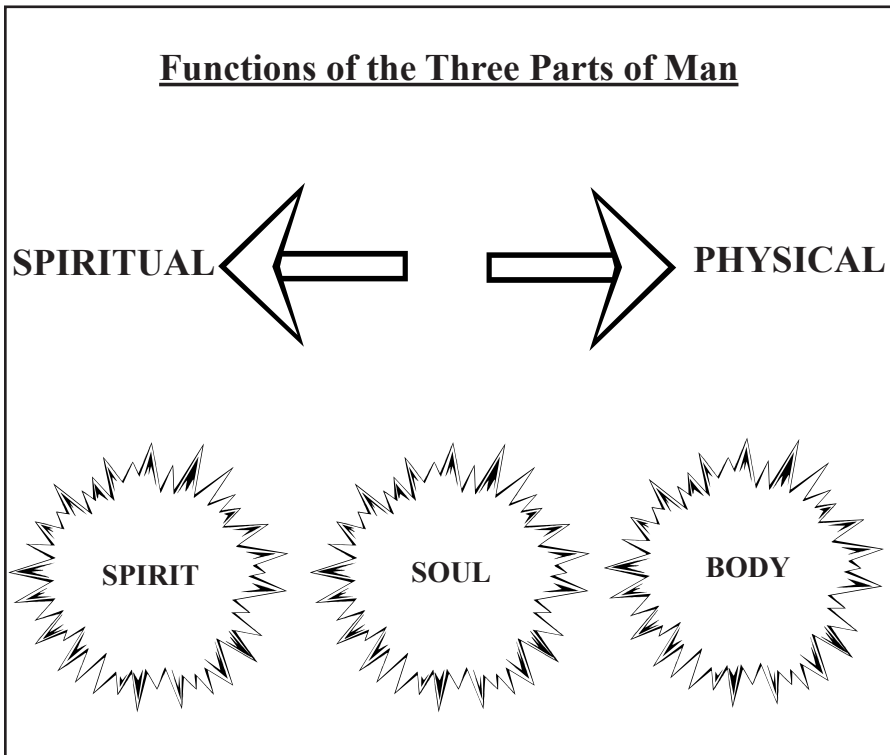 Functions of the Three Parts of Man
SPIRITUAL
PHYSICAL
SPIRIT
SOUL
BODY